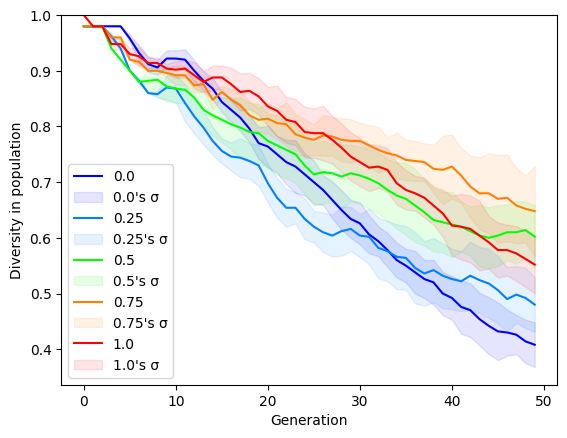 1.0
0.9
0.8
0.7
0.6
0.5
0.4
Diversity in population
0.0
0.0's σ
0.25
0.25's σ
0.5
0.5's σ
0.75
0.75's σ
1.0
1.0's σ
0 10 20 30 40 50
Generation